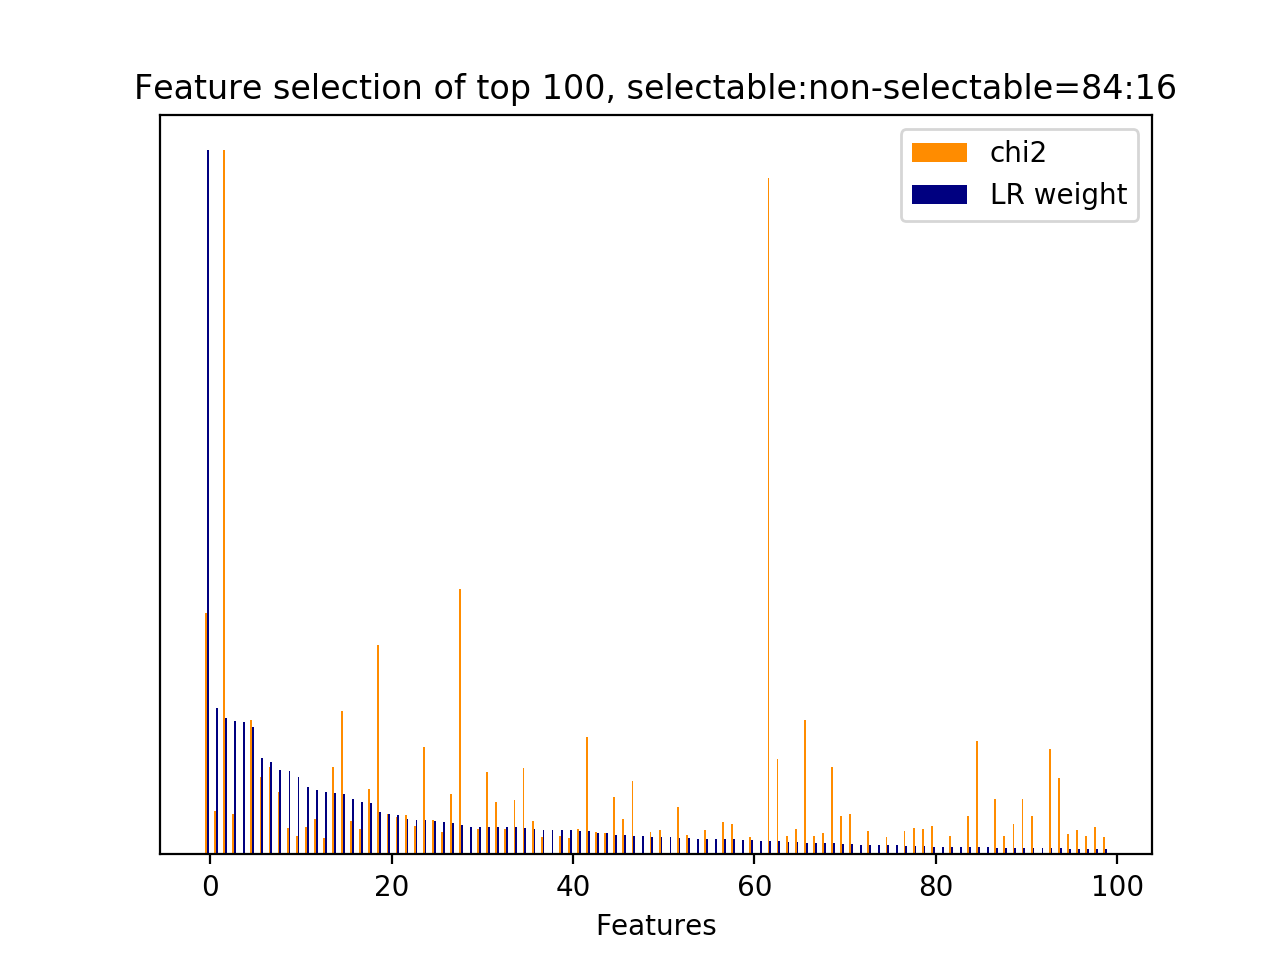 Feature selection of top 100, selectable:non-selectable=84:16
chi2
LR weight
0 20 40 60 80 100
Features